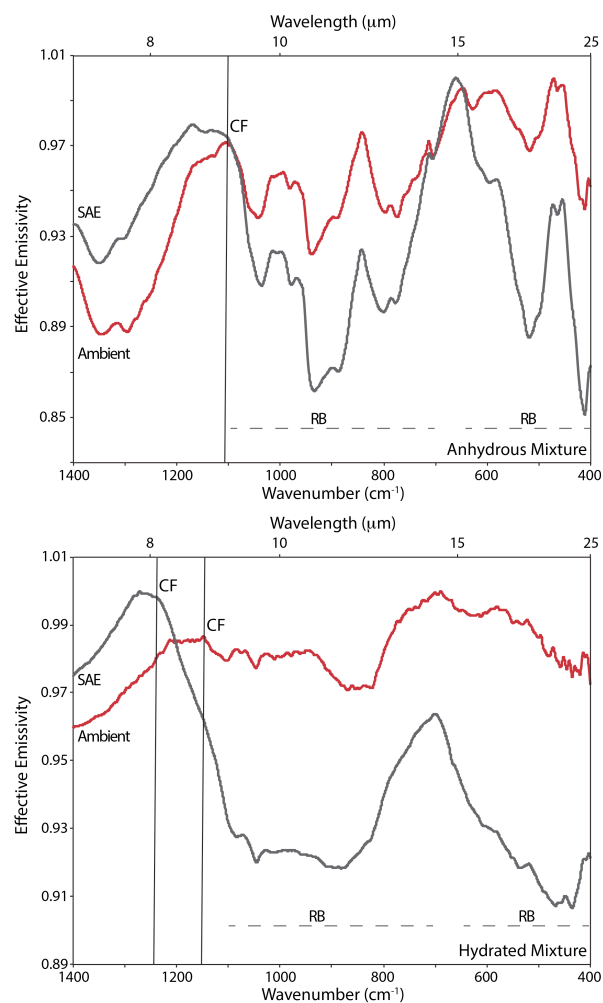 Wavelength (μm)
8 10 15 25
1.01
0.97
0.93
0.89
0.85
Effective Emissivity
CF
SAE
Ambient
RB RB
Anhydrous Mixture
1400 1200 1000 800 600 400
Wavenumber (cm⁻¹)
Wavelength (μm)
8 10 15 25
1.01
0.99
0.97
0.95
0.93
0.91
0.89
Effective Emissivity
CF
CF
SAE
Ambient
RB RB
Hydrated Mixture
1400 1200 1000 800 600 400
Wavenumber (cm⁻¹)